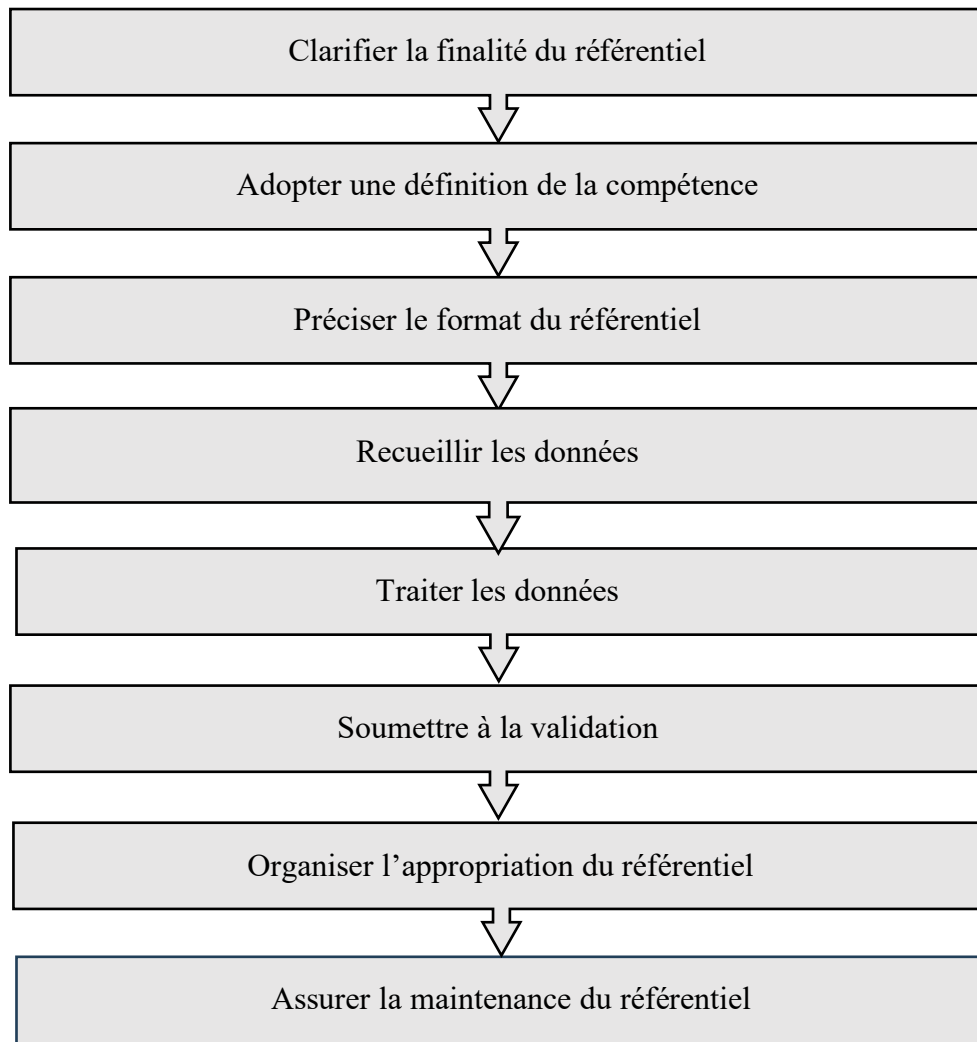 Clarifier la finalité du référentiel
Adopter une définition de la compétence
Préciser le format du référentiel
Recueillir les données
Traiter les données
Soumettre à la validation
Organiser l’appropriation du référentiel
Assurer la maintenance du référentiel